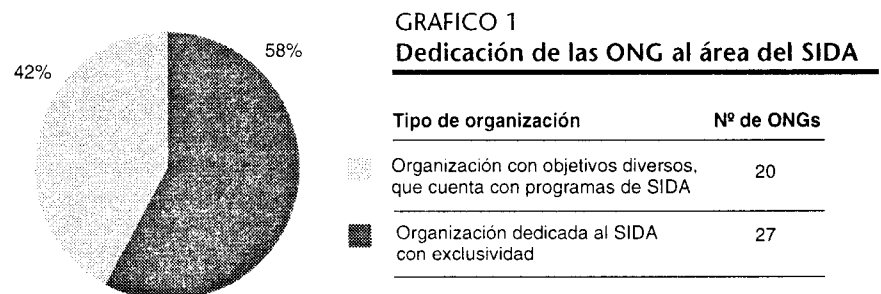 GRAFICO 1
Dedicación de las ONG al área del SIDA
58%
42%
Tipo de organización Nº de ONGs
Organización con objetivos diversos, que cuenta con programas de SIDA 20
Organización dedicada al SIDA con exclusividad 27